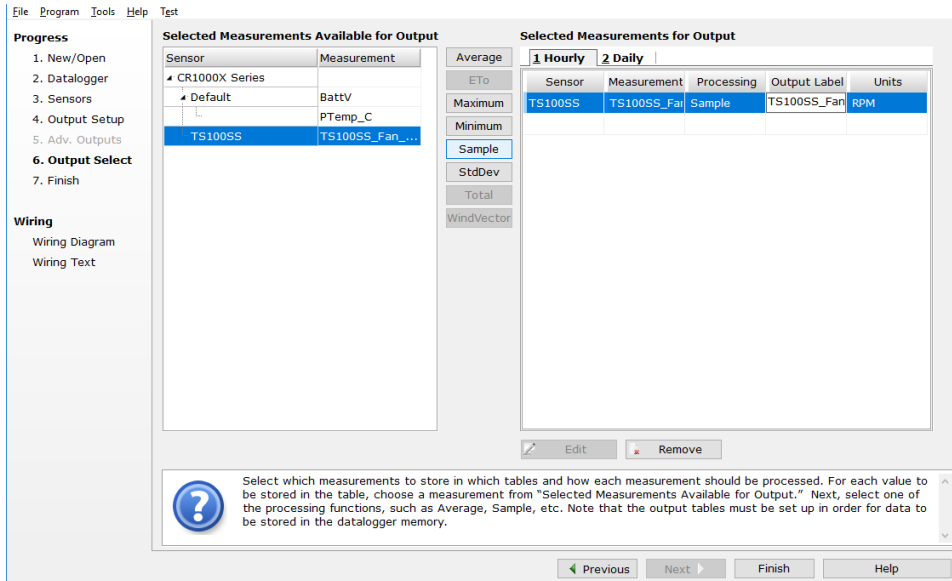 File Program Tools Help Test
Progress
1. New/Open
2. Datalogger
3. Sensors
4. Output Setup
5. Adv. Outputs
6. Output Select
7. Finish
Wiring
Wiring Diagram
Wiring Text
Selected Measurements Available for Output
Sensor Measurement
CR1000X Series
Default BattV
PTemp_C
TS100SS TS100SS_Fan_...
Average
ETo
Maximum
Minimum
Sample
StdDev
Total
WindVector
Selected Measurements for Output
1 Hourly 2 Daily
Sensor Measurement Processing Output Label Units
TS100SS TS100SS_Far Sample TS100SS_Fan RPM
Edit Remove
Select which measurements to store in which tables and how each measurement should be processed. For each value to
be stored in the table, choose a measurement from “Selected Measurements Available for Output.” Next, select one of
the processing functions, such as Average, Sample, etc. Note that the output tables must be set up in order for data to
be stored in the datalogger memory.
Previous Next Finish Help